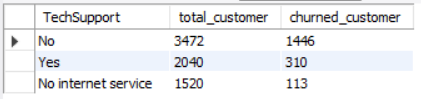 TechSupport total_customer churned_customer
No 3472 1446
Yes 2040 310
No internet service 1520 113